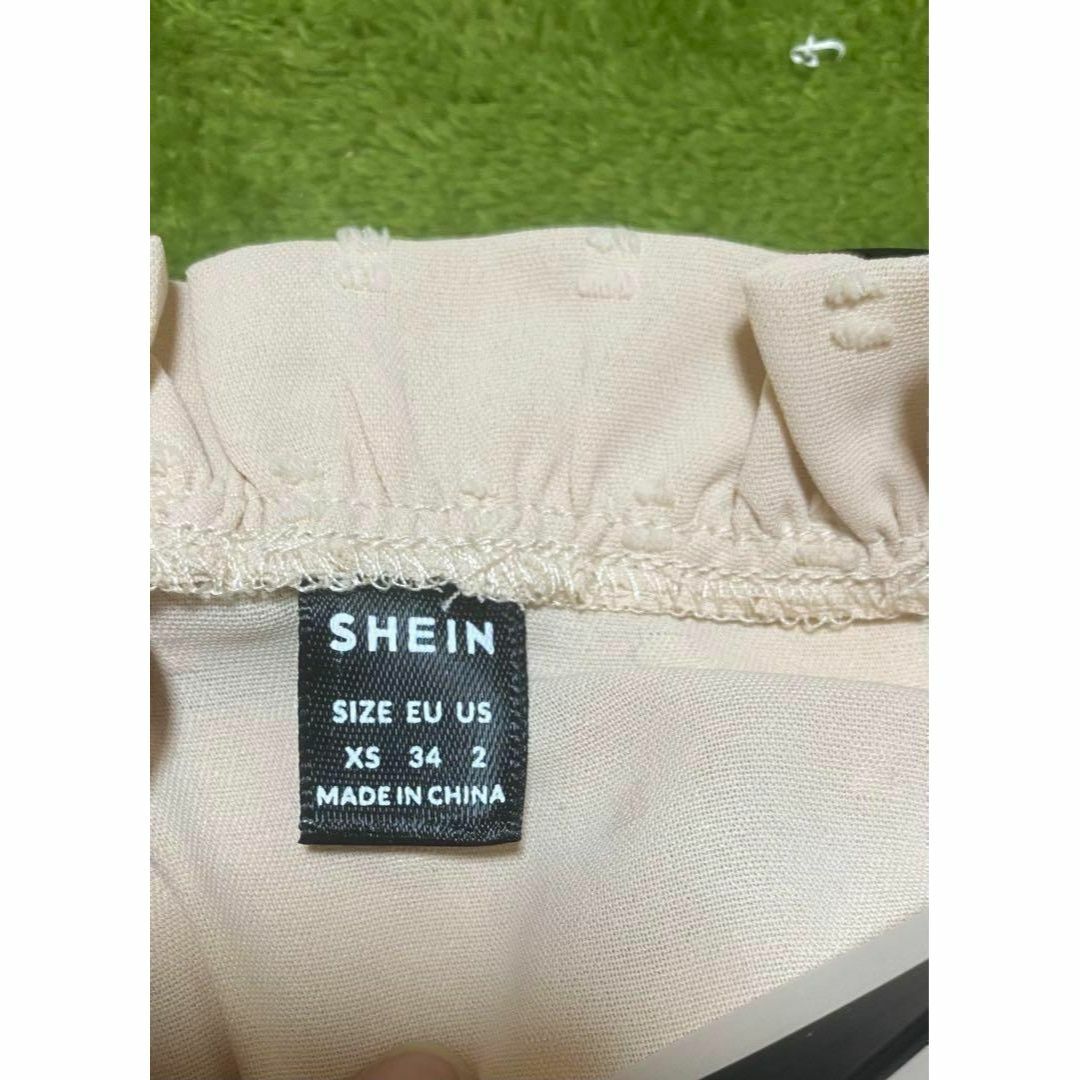 SHEIN
SIZE EU US
XS 34 2
MADE IN CHINA